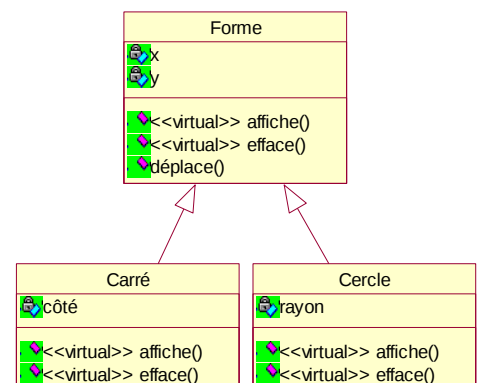 Forme
x
y
<<virtual>> affiche()
<<virtual>> efface()
déplace()
Carré
côté
<<virtual>> affiche()
<<virtual>> efface()
Cercle
rayon
<<virtual>> affiche()
<<virtual>> efface()